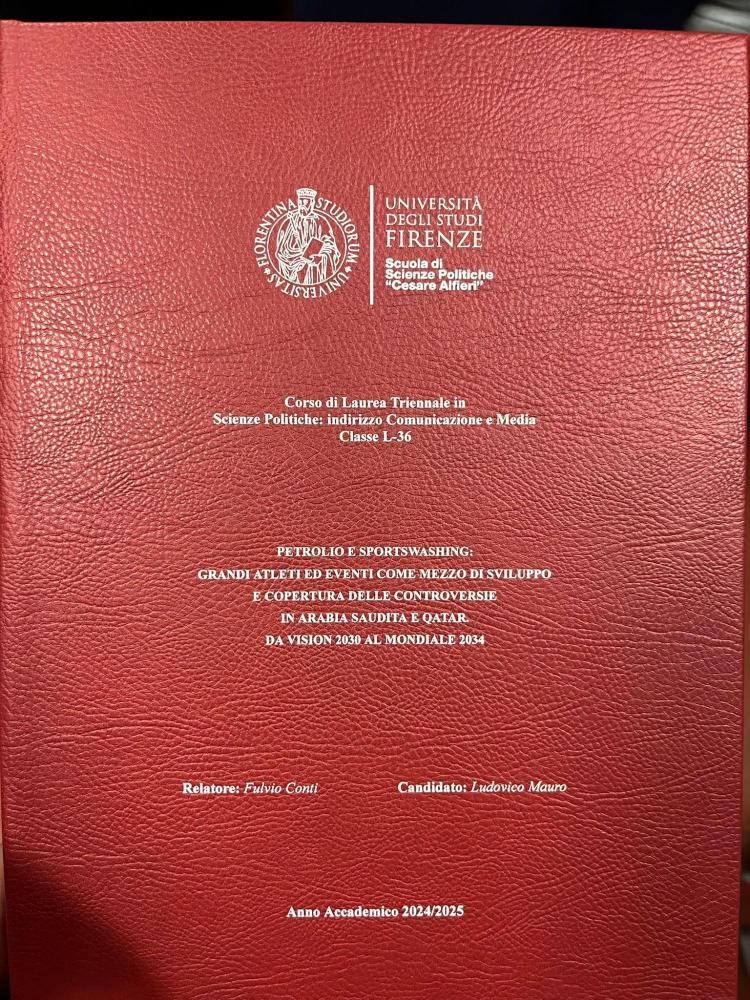 FLORENTINA STUDIORUM UNIVERSITAS
UNIVERSITÀ
DEGLI STUDI
FIRENZE
Scuola di
Scienze Politiche
"Cesare Alfieri"
Corso di Laurea Triennale in
Scienze Politiche: indirizzo Comunicazione e Media
Classe L-36
PETROLIO E SPORTSWASHING:
GRANDI ATLETI ED EVENTI COME MEZZO DI SVILUPPO
E COPERTURA DELLE CONTROVERSIE
IN ARABIA SAUDITA E QATAR.
DA VISION 2030 AL MONDIALE 2034
Relatore: Fulvio Conti Candidato: Ludovico Mauro
Anno Accademico 2024/2025